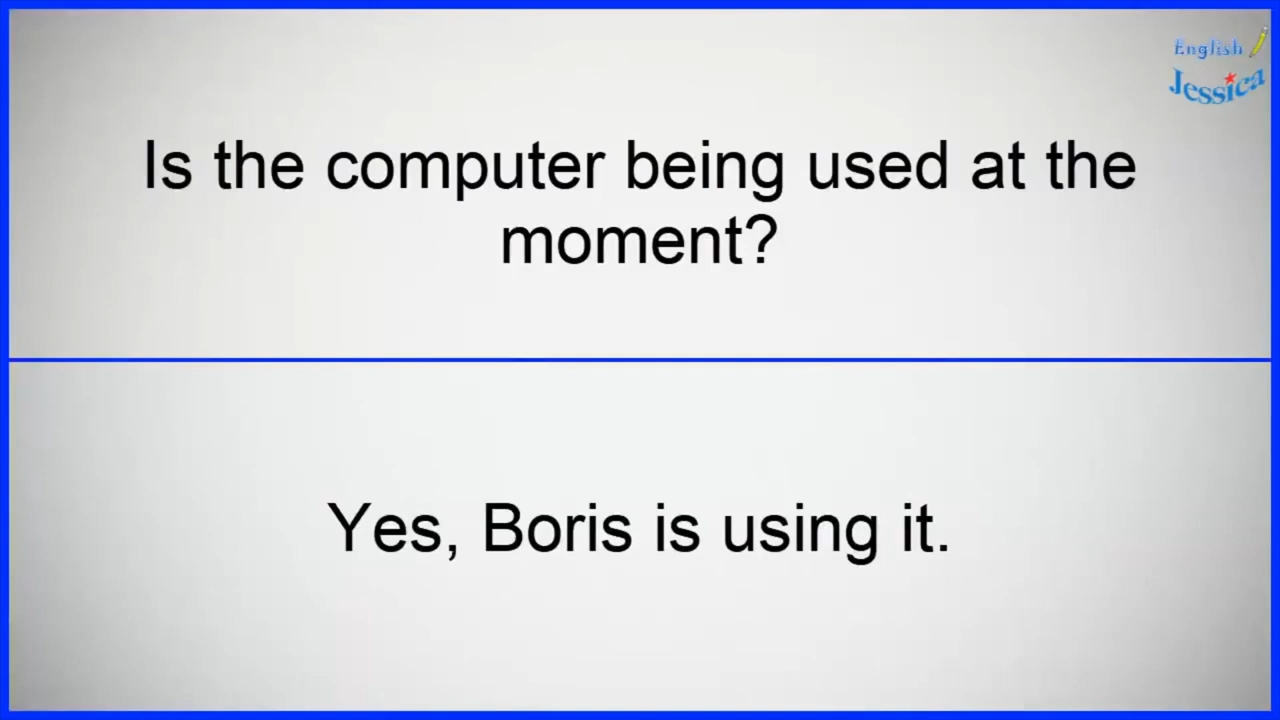 English
Jessica
Is the computer being used at the
moment?
Yes, Boris is using it.